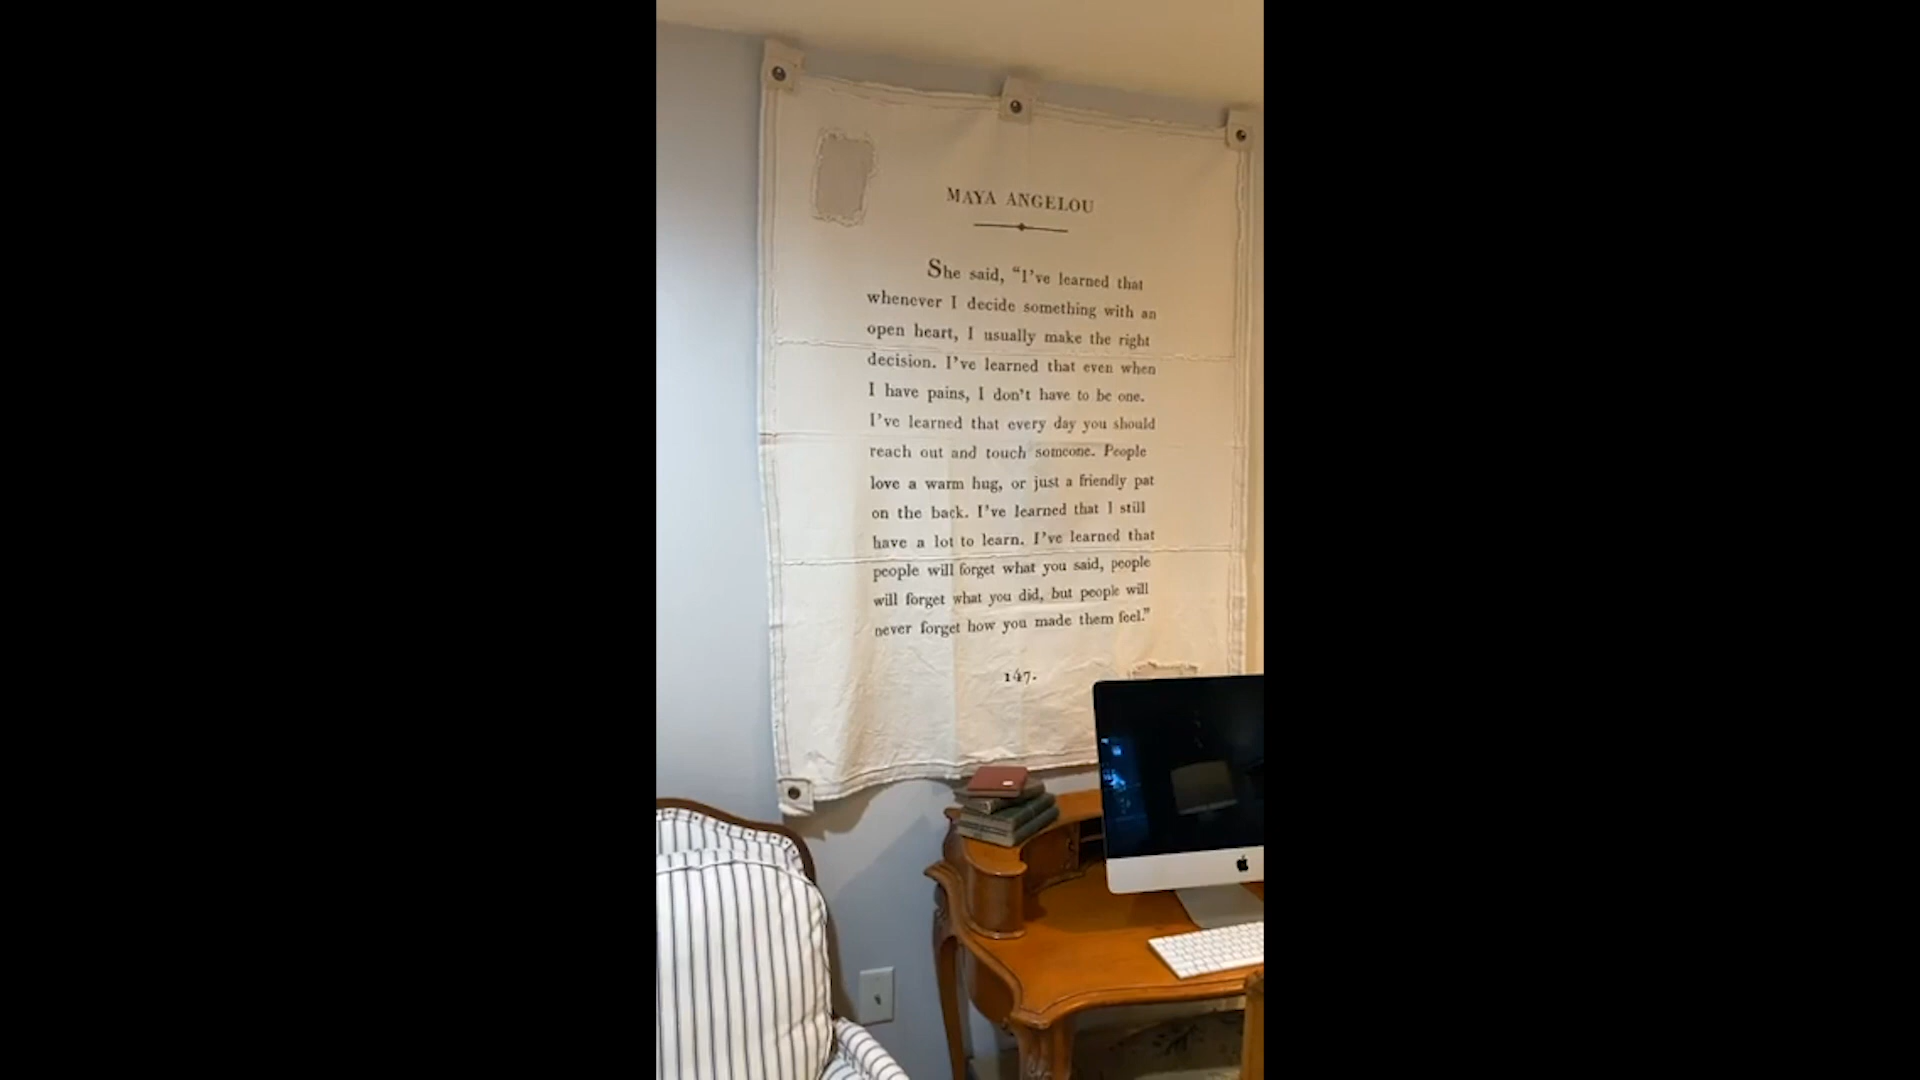 MAYA ANGELOU
She said, “I’ve learned that
whenever I decide something with an
open heart, I usually make the right
decision. I’ve learned that even when
I have pains, I don’t have to be one.
I’ve learned that every day you should
reach out and touch someone. People
love a warm hug, or just a friendly pat
on the back. I’ve learned that I still
have a lot to learn. I’ve learned that
people will forget what you said, people
will forget what you did, but people will
never forget how you made them feel.”
147.